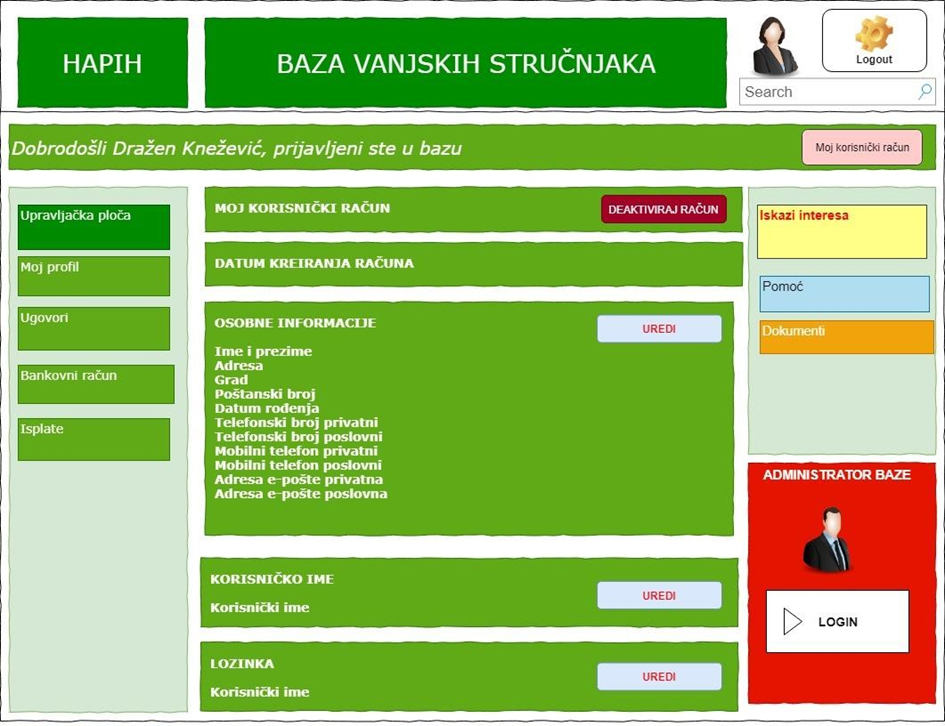 HAPIH
BAZA VANJSKIH STRUČNJAKA
Logout
Search
Dobrodošli Dražen Knežević, prijavljeni ste u bazu
Moj korisnički račun
Upravljačka ploča
Moj profil
Ugovori
Bankovni račun
Isplate
MOJ KORISNIČKI RAČUN
DEAKTIVIRAJ RAČUN
DATUM KREIRANJA RAČUNA
OSOBNE INFORMACIJE
UREDI
Ime i prezime
Adresa
Grad
Poštanski broj
Datum rođenja
Telefonski broj privatni
Telefonski broj poslovni
Mobilni telefon privatni
Mobilni telefon poslovni
Adresa e-pošte privatna
Adresa e-pošte poslovna
KORISNIČKO IME
UREDI
Korisnički ime
LOZINKA
UREDI
Korisnički ime
Iskazi interesa
Pomoć
Dokumenti
ADMINISTRATOR BAZE
LOGIN